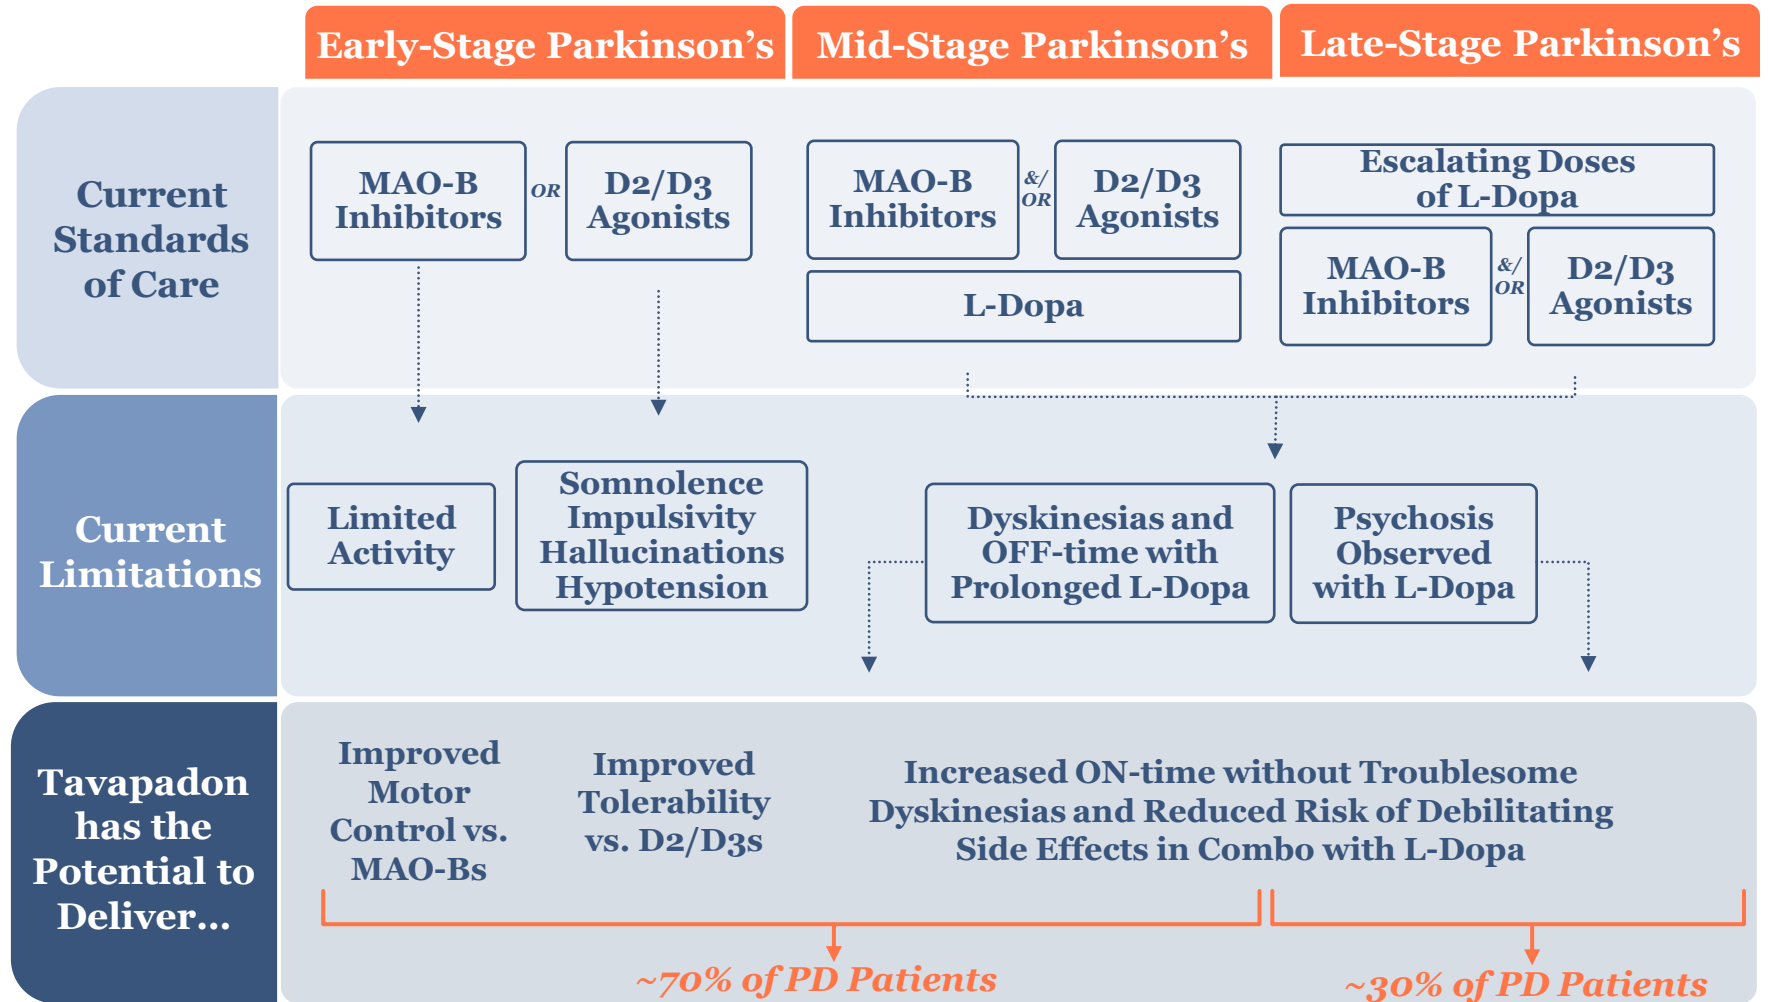 Early-Stage Parkinson’s
Mid-Stage Parkinson’s
Late-Stage Parkinson’s
Current
Standards
of Care
MAO-B
Inhibitors
OR
D2/D3
Agonists
MAO-B
Inhibitors
&/
OR
D2/D3
Agonists
L-Dopa
Escalating Doses
of L-Dopa
MAO-B
Inhibitors
&/
OR
D2/D3
Agonists
Current
Limitations
Limited
Activity
Somnolence
Impulsivity
Hallucinations
Hypotension
Dyskinesias and
OFF-time with
Prolonged L-Dopa
Psychosis
Observed
with L-Dopa
Tavapadon
has the
Potential to
Deliver…
Improved
Motor
Control vs.
MAO-Bs
Improved
Tolerability
vs. D2/D3s
Increased ON-time without Troublesome
Dyskinesias and Reduced Risk of Debilitating
Side Effects in Combo with L-Dopa
~70% of PD Patients
~30% of PD Patients